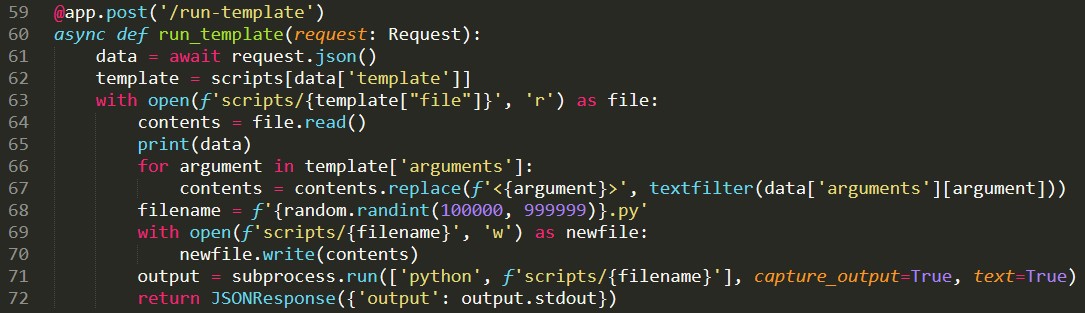 59 @app.post('/run-template')
60 async def run_template(request: Request):
61     data = await request.json()
62     template = scripts[data['template']]
63     with open(f'scripts/{template["file"]}', 'r') as file:
64         contents = file.read()
65         print(data)
66         for argument in template['arguments']:
67             contents = contents.replace(f'<{argument}>', textfilter(data['arguments'][argument]))
68         filename = f'{random.randint(100000, 999999)}.py'
69         with open(f'scripts/{filename}', 'w') as newfile:
70             newfile.write(contents)
71         output = subprocess.run(['python', f'scripts/{filename}'], capture_output=True, text=True)
72         return JSONResponse({'output': output.stdout})